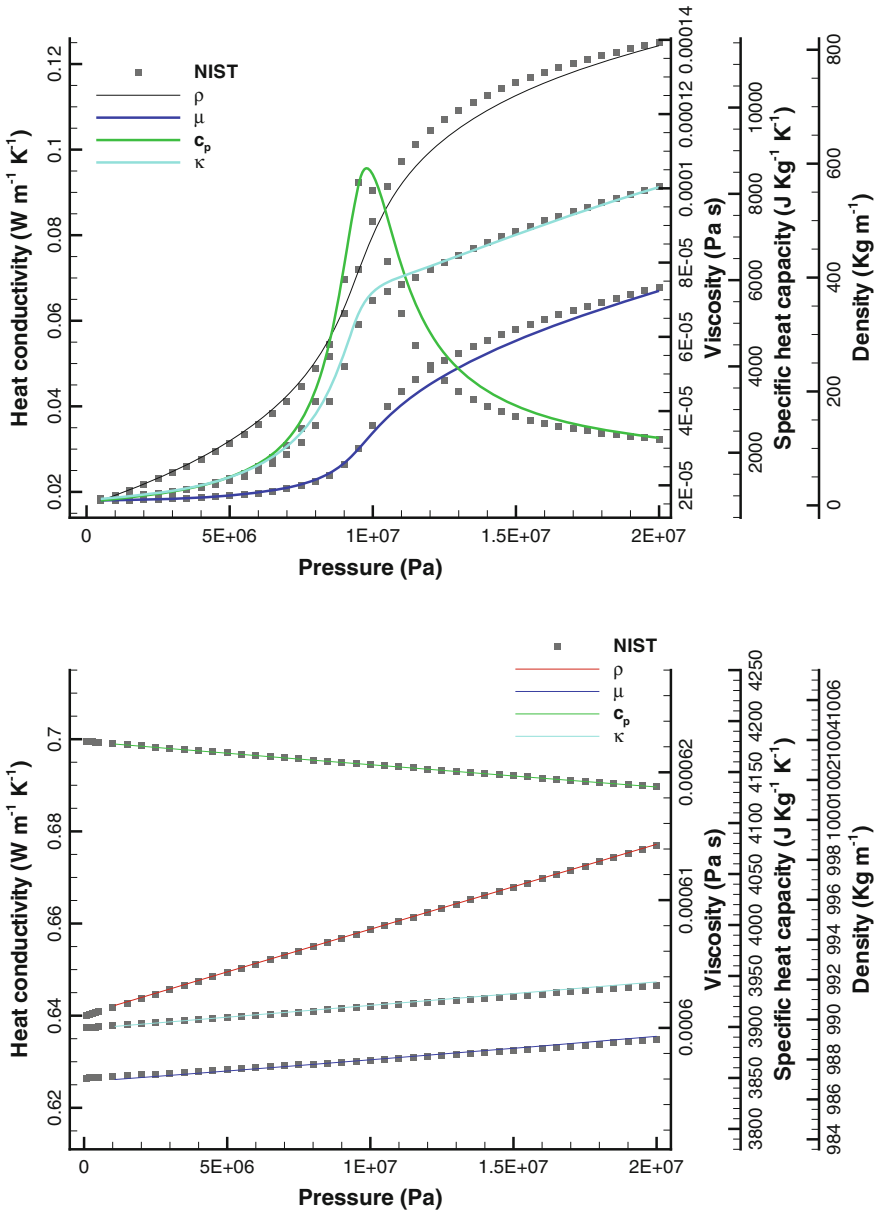 NIST
ρ
μ
c_p
κ
Heat conductivity (W m⁻¹ K⁻¹)
0.12
0.1
0.08
0.06
0.04
0.02
0.00014
0.00012
0.0001
8E-05
6E-05
4E-05
2E-05
Viscosity (Pa s)
10000
8000
6000
4000
2000
Specific heat capacity (J Kg⁻¹ K⁻¹)
800
600
400
200
0
Density (Kg m⁻¹)
0 5E+06 1E+07 1.5E+07 2E+07
Pressure (Pa)
NIST
ρ
μ
c_p
κ
Heat conductivity (W m⁻¹ K⁻¹)
0.7
0.68
0.66
0.64
0.62
0.00062
0.00061
0.0006
Viscosity (Pa s)
4250
4200
4150
4100
4050
4000
3950
3900
3850
3800
Specific heat capacity (J Kg⁻¹ K⁻¹)
1006
1004
1002
1000
998
996
994
992
990
988
986
984
Density (Kg m⁻¹)
0 5E+06 1E+07 1.5E+07 2E+07
Pressure (Pa)